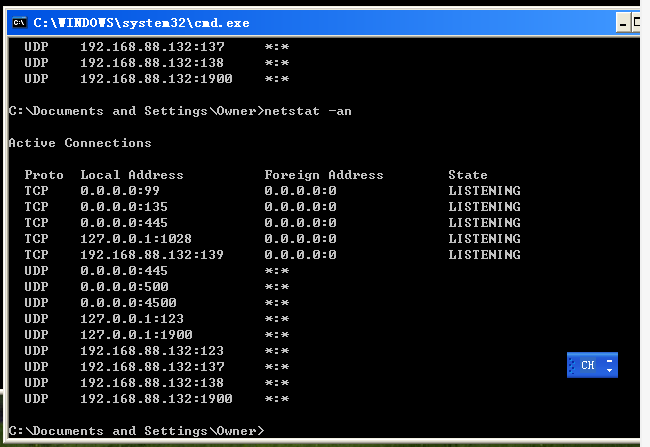 C:\WINDOWS\system32\cmd.exe
UDP 192.168.88.132:137 *:*
UDP 192.168.88.132:138 *:*
UDP 192.168.88.132:1900 *:*
C:\Documents and Settings\Owner>netstat -an
Active Connections
Proto Local Address Foreign Address State
TCP 0.0.0.0:99 0.0.0.0:0 LISTENING
TCP 0.0.0.0:135 0.0.0.0:0 LISTENING
TCP 0.0.0.0:445 0.0.0.0:0 LISTENING
TCP 127.0.0.1:1028 0.0.0.0:0 LISTENING
TCP 192.168.88.132:139 0.0.0.0:0 LISTENING
UDP 0.0.0.0:445 *:*
UDP 0.0.0.0:500 *:*
UDP 0.0.0.0:4500 *:*
UDP 127.0.0.1:123 *:*
UDP 127.0.0.1:1900 *:*
UDP 192.168.88.132:123 *:*
UDP 192.168.88.132:137 *:*
UDP 192.168.88.132:138 *:*
UDP 192.168.88.132:1900 *:*
CH
C:\Documents and Settings\Owner>